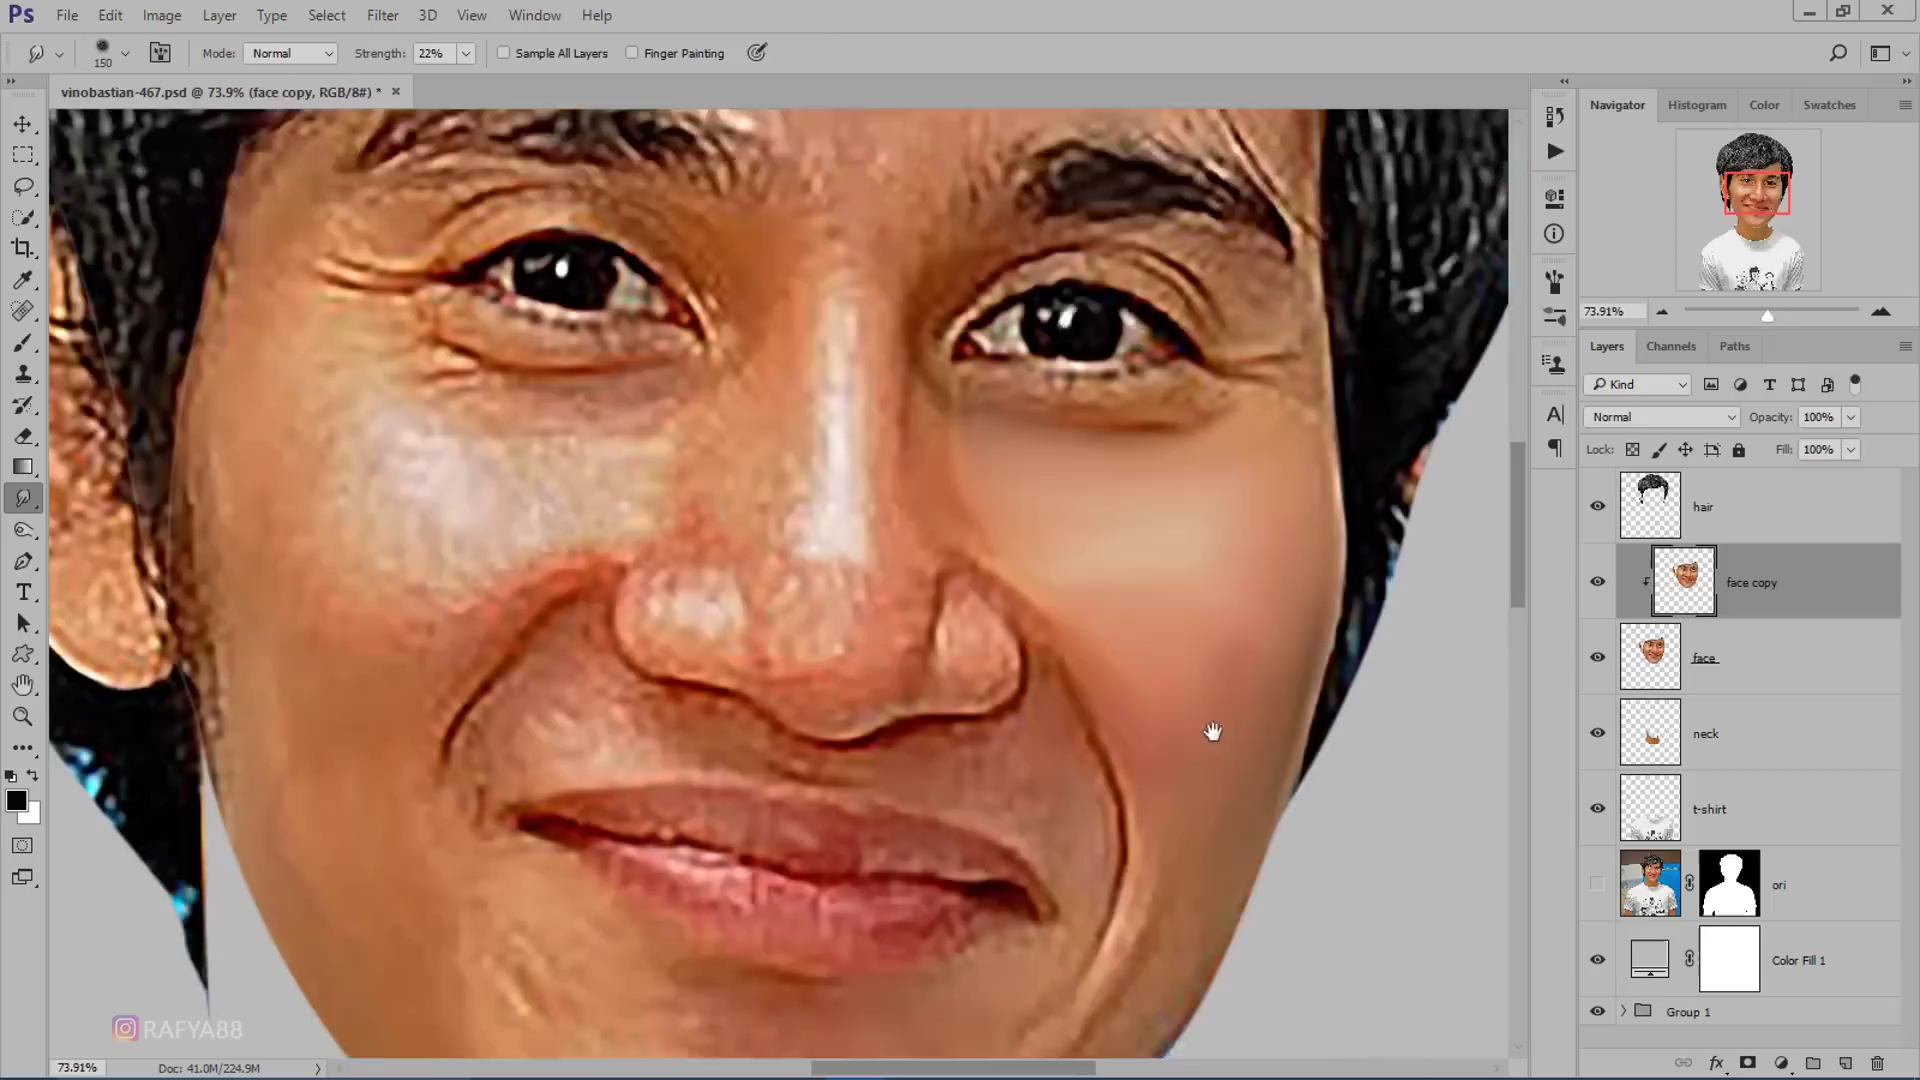 Ps File Edit Image Layer Type Select Filter 3D View Window Help
150 Mode: Normal Strength: 22% Sample All Layers Finger Painting
vinobastian-467.psd @ 73.9% (face copy, RGB/8#) *
Navigator Histogram Color Swatches
73.91%
Layers Channels Paths
Kind
Normal Opacity: 100%
Lock: Fill: 100%
hair
face copy
face
neck
t-shirt
ori
Color Fill 1
Group 1
RAFYA88
73.91% Doc: 41.0M/224.9M